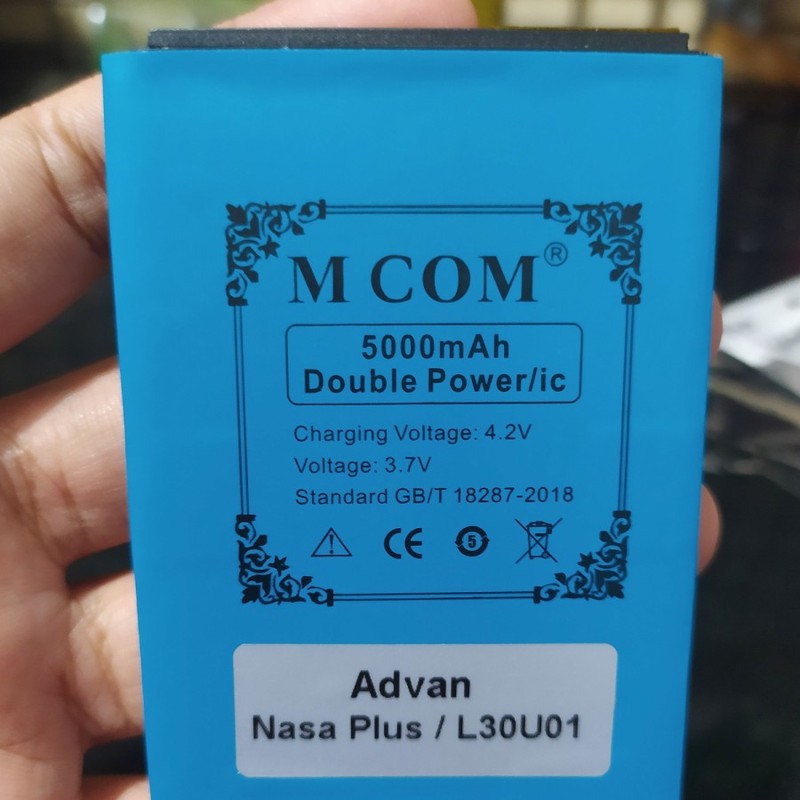 M COM®
5000mAh
Double Power/ic
Charging Voltage: 4.2V
Voltage: 3.7V
Standard GB/T 18287-2018
CE 5
Advan
Nasa Plus / L30U01